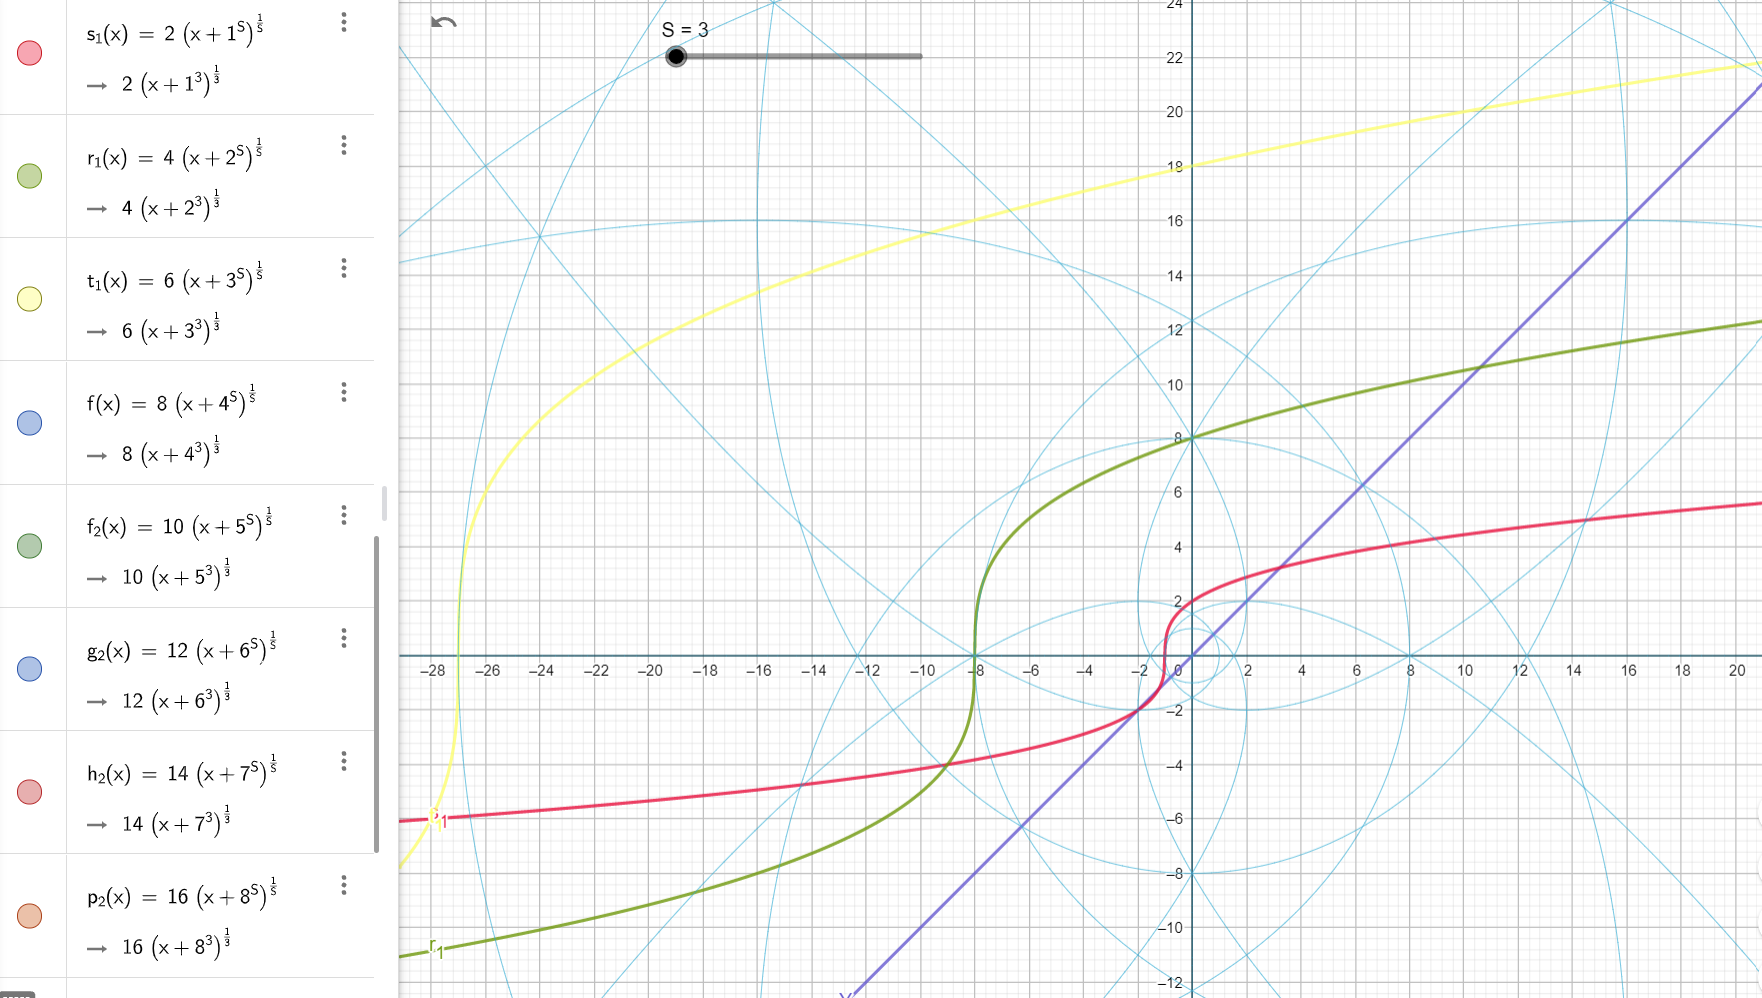 s₁(x) = 2 (x + 1^S)^(1/S)
→ 2 (x + 1³)^(1/3)
r₁(x) = 4 (x + 2^S)^(1/S)
→ 4 (x + 2³)^(1/3)
t₁(x) = 6 (x + 3^S)^(1/S)
→ 6 (x + 3³)^(1/3)
f(x) = 8 (x + 4^S)^(1/S)
→ 8 (x + 4³)^(1/3)
f₂(x) = 10 (x + 5^S)^(1/S)
→ 10 (x + 5³)^(1/3)
g₂(x) = 12 (x + 6^S)^(1/S)
→ 12 (x + 6³)^(1/3)
h₂(x) = 14 (x + 7^S)^(1/S)
→ 14 (x + 7³)^(1/3)
p₂(x) = 16 (x + 8^S)^(1/S)
→ 16 (x + 8³)^(1/3)
S = 3
24
22
20
18
16
14
12
10
8
6
4
2
−28 −26 −24 −22 −20 −18 −16 −14 −12 −10 −8 −6 −4 −2 0 2 4 6 8 10 12 14 16 18 20
−2
−4
−6
−8
−10
−12
r₁